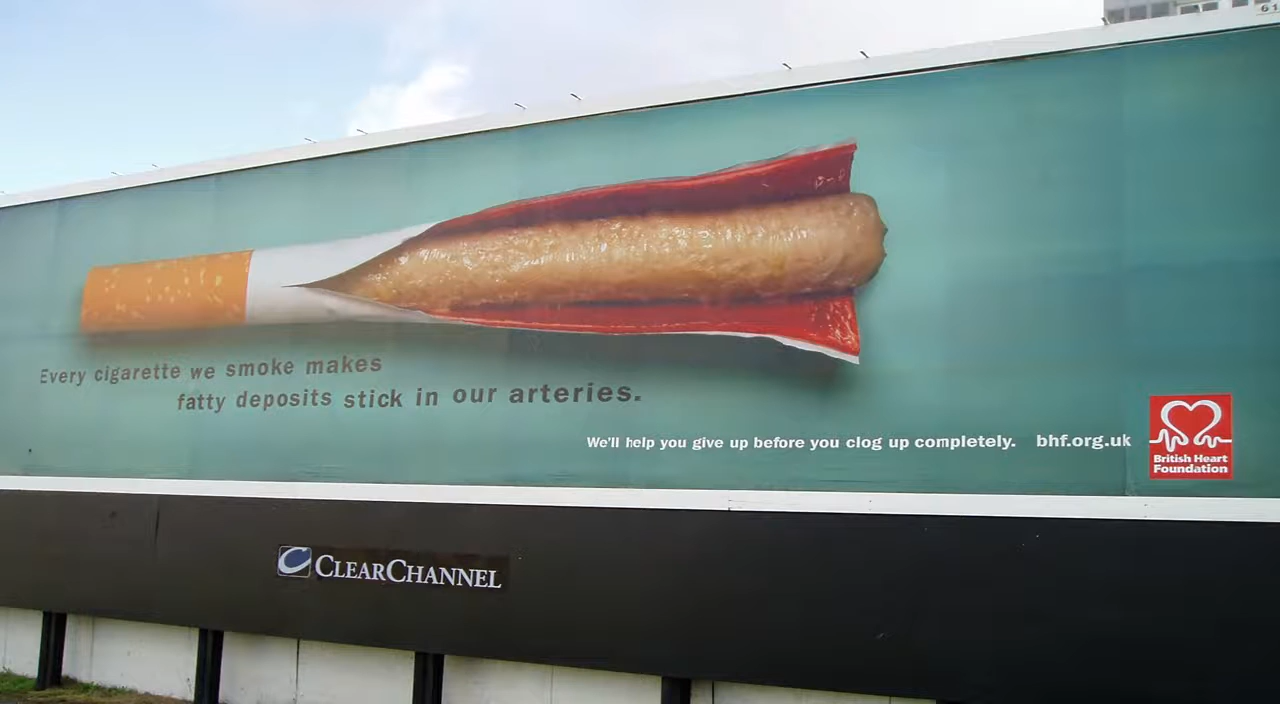 Every cigarette we smoke makes
fatty deposits stick in our arteries.
We'll help you give up before you clog up completely. bhf.org.uk
British Heart
Foundation
CLEARCHANNEL